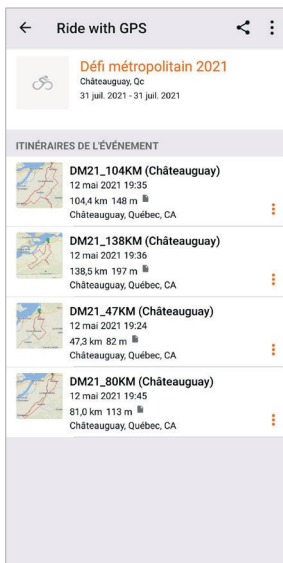 Ride with GPS
Défi métropolitain 2021
Châteauguay, Qc
31 juil. 2021 - 31 juil. 2021
ITINÉRAIRES DE L'ÉVÉNEMENT
DM21_104KM (Châteauguay)
12 mai 2021 19:35
104,4 km 148 m
Châteauguay, Québec, CA
DM21_138KM (Châteauguay)
12 mai 2021 19:36
138,5 km 197 m
Châteauguay, Québec, CA
DM21_47KM (Châteauguay)
12 mai 2021 19:24
47,3 km 82 m
Châteauguay, Québec, CA
DM21_80KM (Châteauguay)
12 mai 2021 19:45
81,0 km 113 m
Châteauguay, Québec, CA